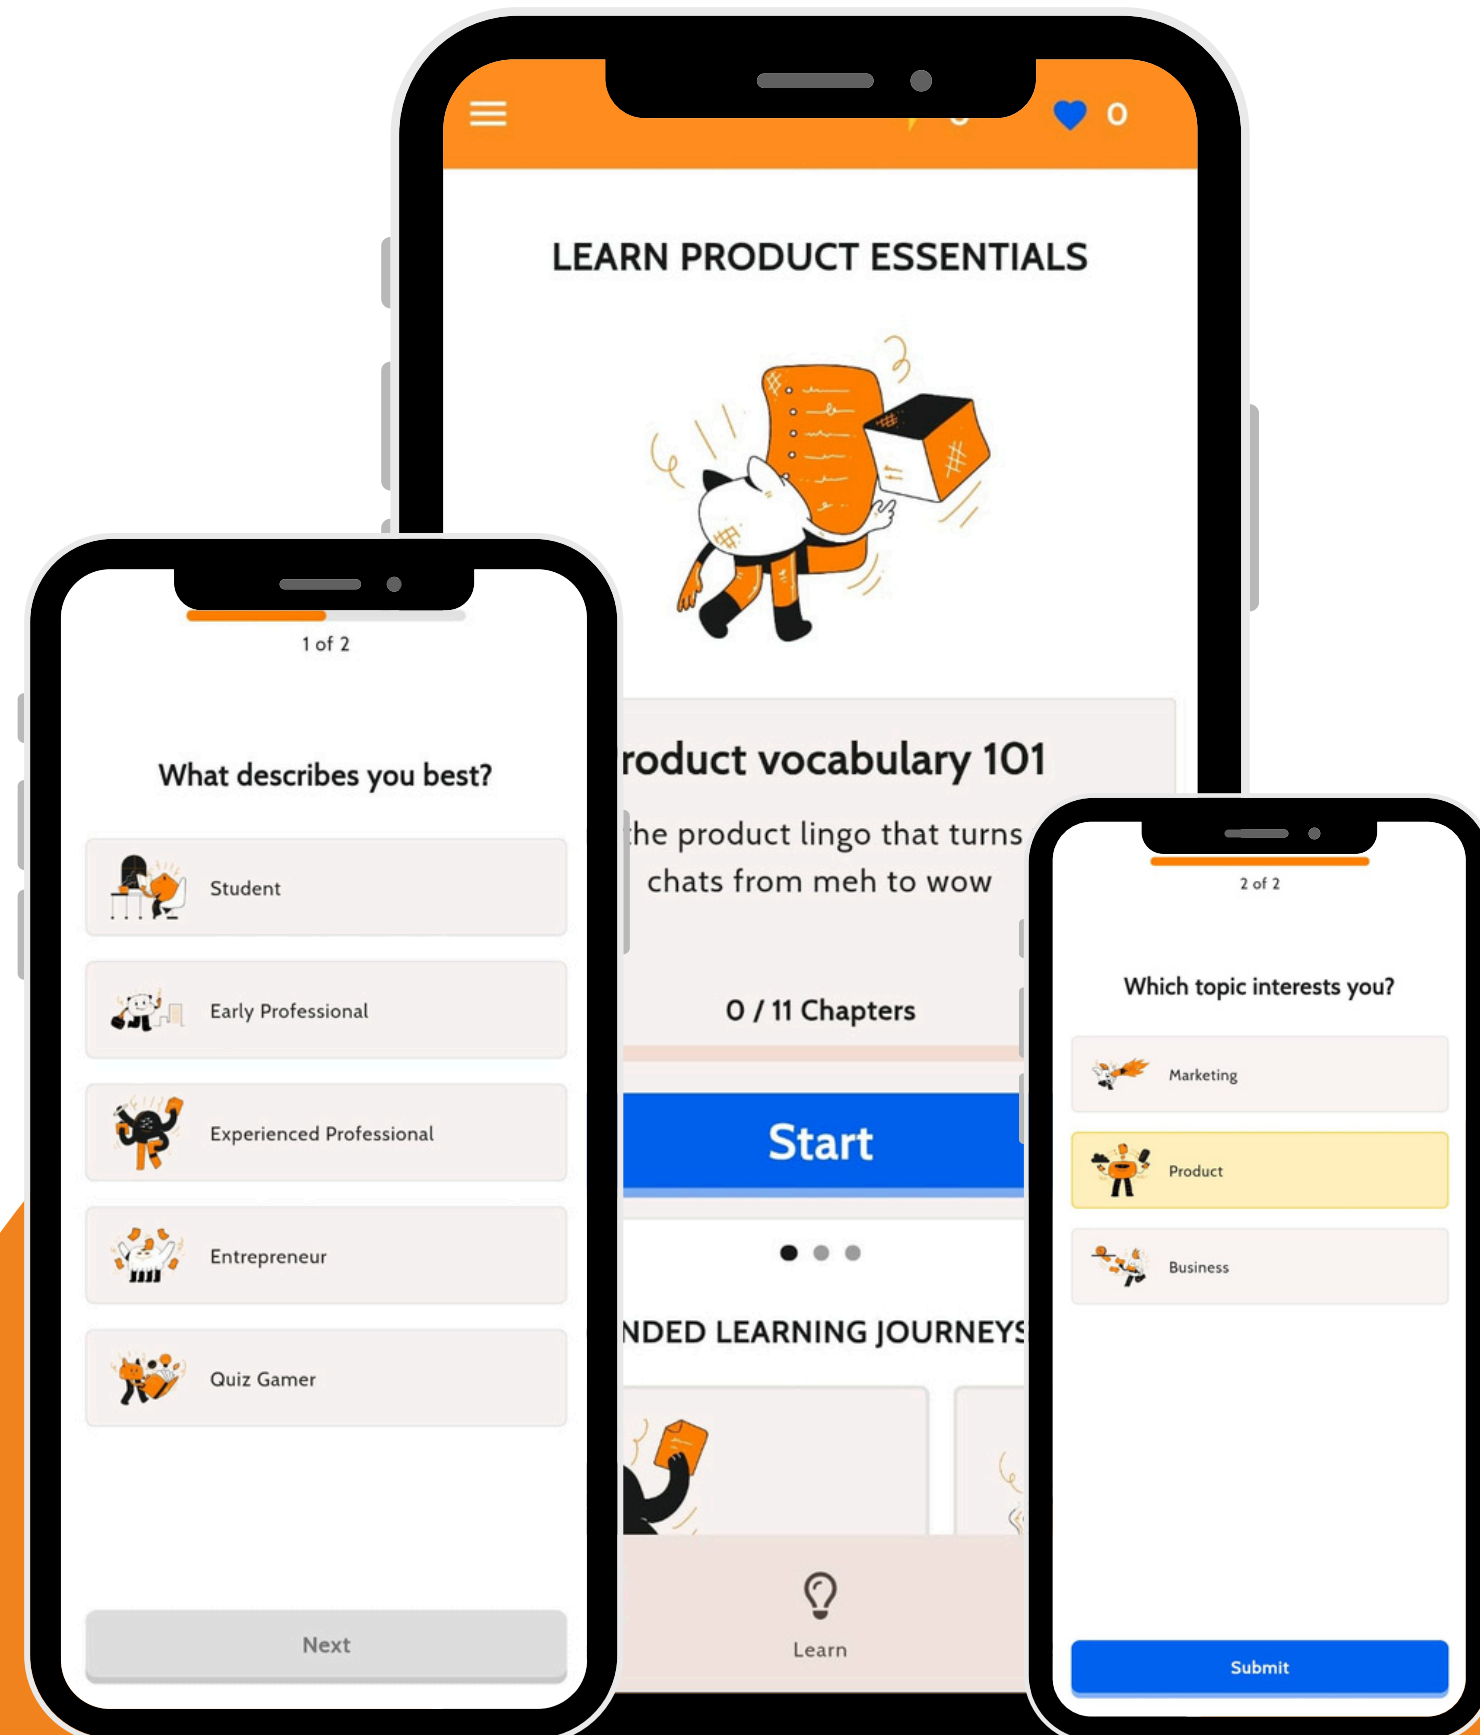 0
LEARN PRODUCT ESSENTIALS
1 of 2
What describes you best?
Student
Early Professional
Experienced Professional
Entrepreneur
Quiz Gamer
Next
roduct vocabulary 101
the product lingo that turns
chats from meh to wow
0 / 11 Chapters
Start
NDED LEARNING JOURNEYS
Learn
2 of 2
Which topic interests you?
Marketing
Product
Business
Submit